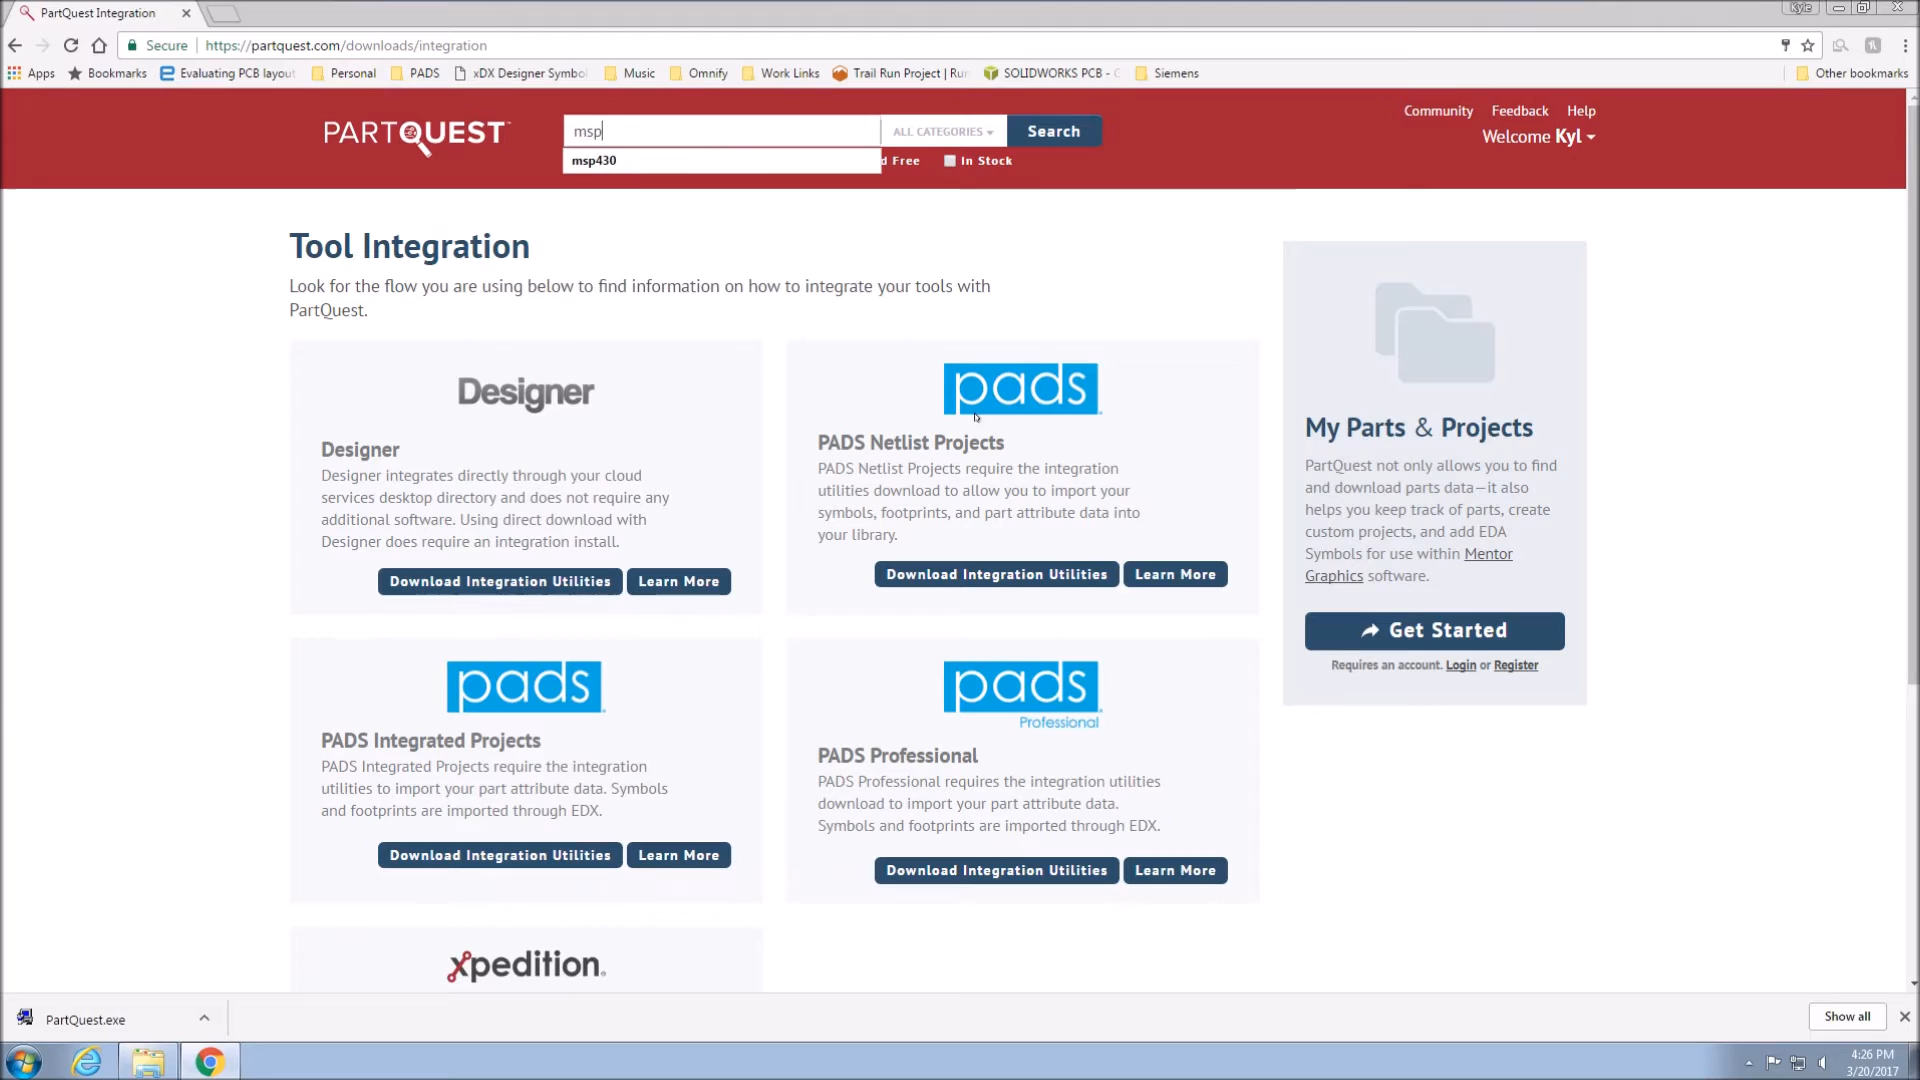 PartQuest Integration
Kyle
Secure https://partquest.com/downloads/integration
Apps Bookmarks Evaluating PCB layou Personal PADS xDX Designer Symbo Music Omnify Work Links Trail Run Project | Ru SOLIDWORKS PCB - C Siemens Other bookmarks
Community Feedback Help
PARTQUEST™ msp ALL CATEGORIES Search Welcome Kyl
msp430 d Free In Stock
Tool Integration
Look for the flow you are using below to find information on how to integrate your tools with
PartQuest.
Designer
Designer
Designer integrates directly through your cloud
services desktop directory and does not require any
additional software. Using direct download with
Designer does require an integration install.
Download Integration Utilities Learn More
pads
PADS Netlist Projects
PADS Netlist Projects require the integration
utilities download to allow you to import your
symbols, footprints, and part attribute data into
your library.
Download Integration Utilities Learn More
pads
PADS Integrated Projects
PADS Integrated Projects require the integration
utilities to import your part attribute data. Symbols
and footprints are imported through EDX.
Download Integration Utilities Learn More
pads
Professional
PADS Professional
PADS Professional requires the integration utilities
download to import your part attribute data.
Symbols and footprints are imported through EDX.
Download Integration Utilities Learn More
xpedition
My Parts & Projects
PartQuest not only allows you to find
and download parts data—it also
helps you keep track of parts, create
custom projects, and add EDA
Symbols for use within Mentor
Graphics software.
Get Started
Requires an account. Login or Register
PartQuest.exe Show all
4:26 PM
3/20/2017